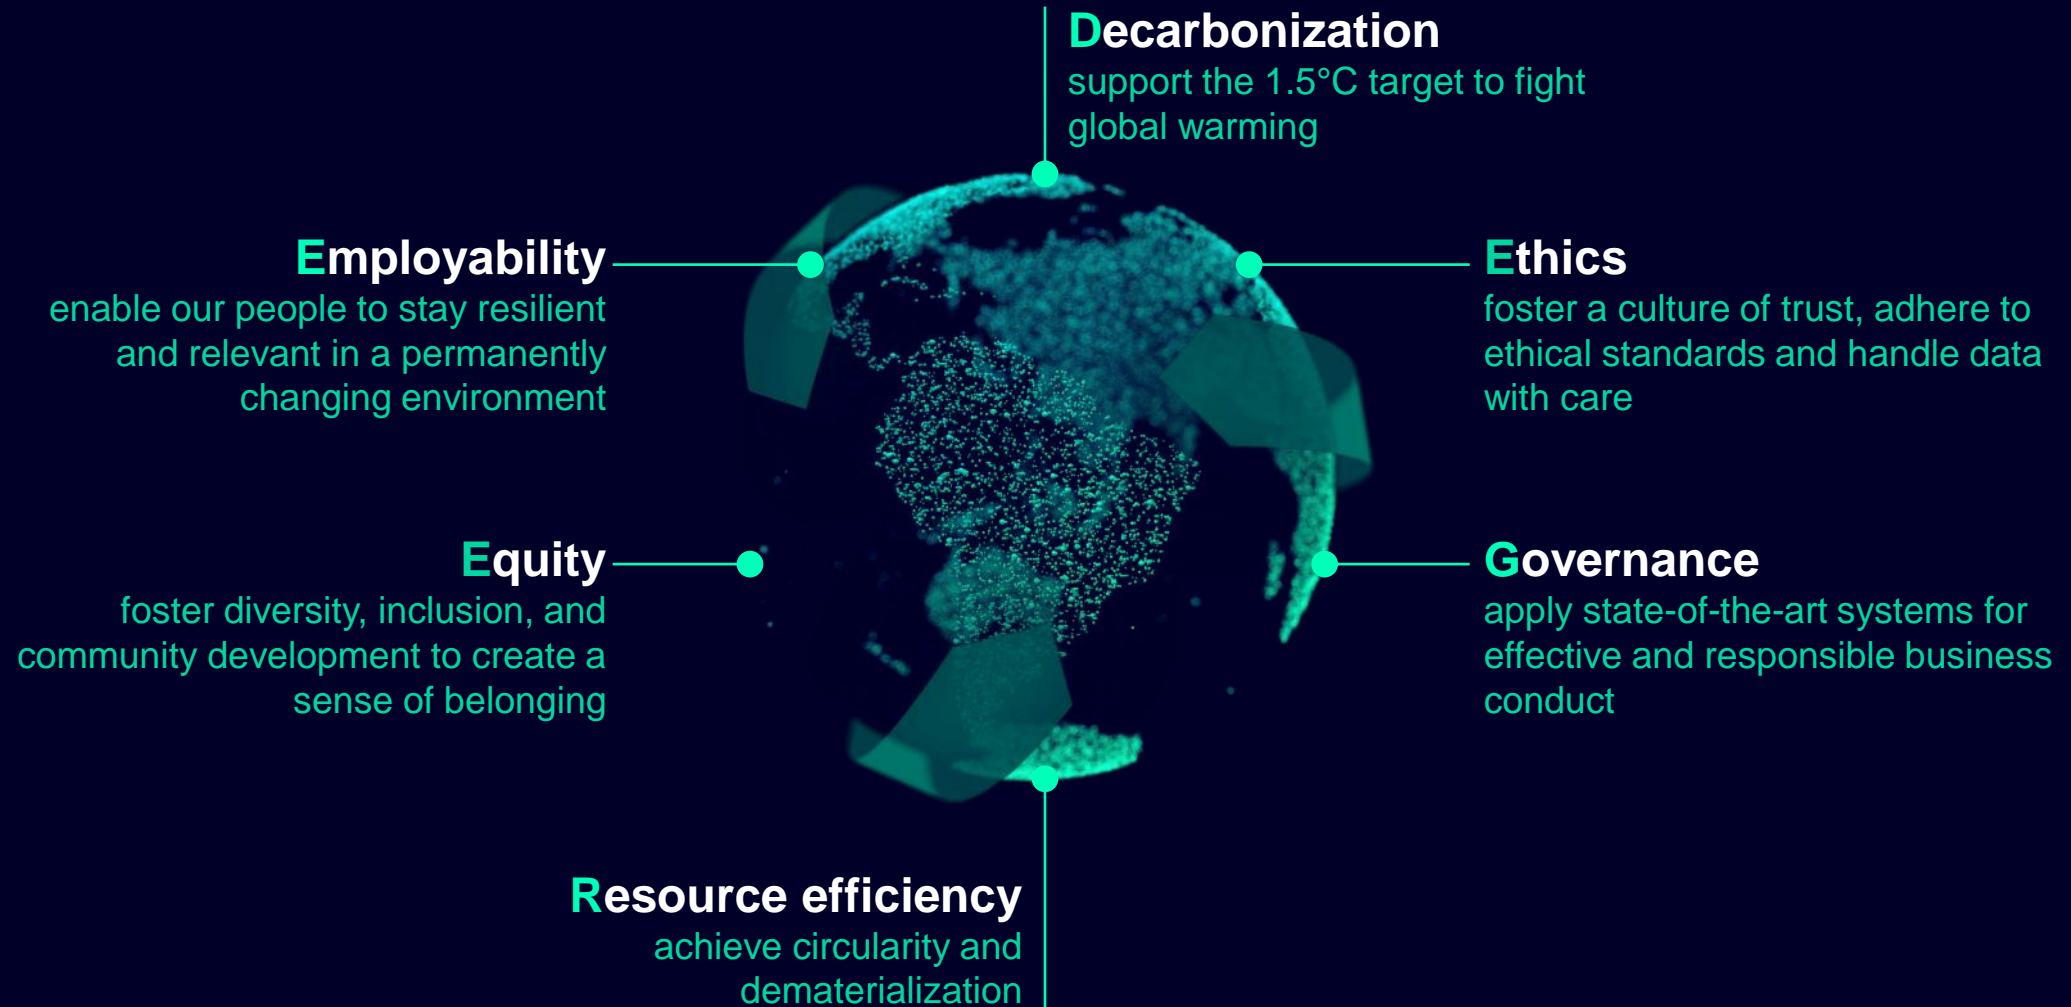 Decarbonization
support the 1.5°C target to fight
global warming
Ethics
foster a culture of trust, adhere to
ethical standards and handle data
with care
Governance
apply state-of-the-art systems for
effective and responsible business
conduct
Resource efficiency
achieve circularity and
dematerialization
Equity
foster diversity, inclusion, and
community development to create a
sense of belonging
Employability
enable our people to stay resilient
and relevant in a permanently
changing environment